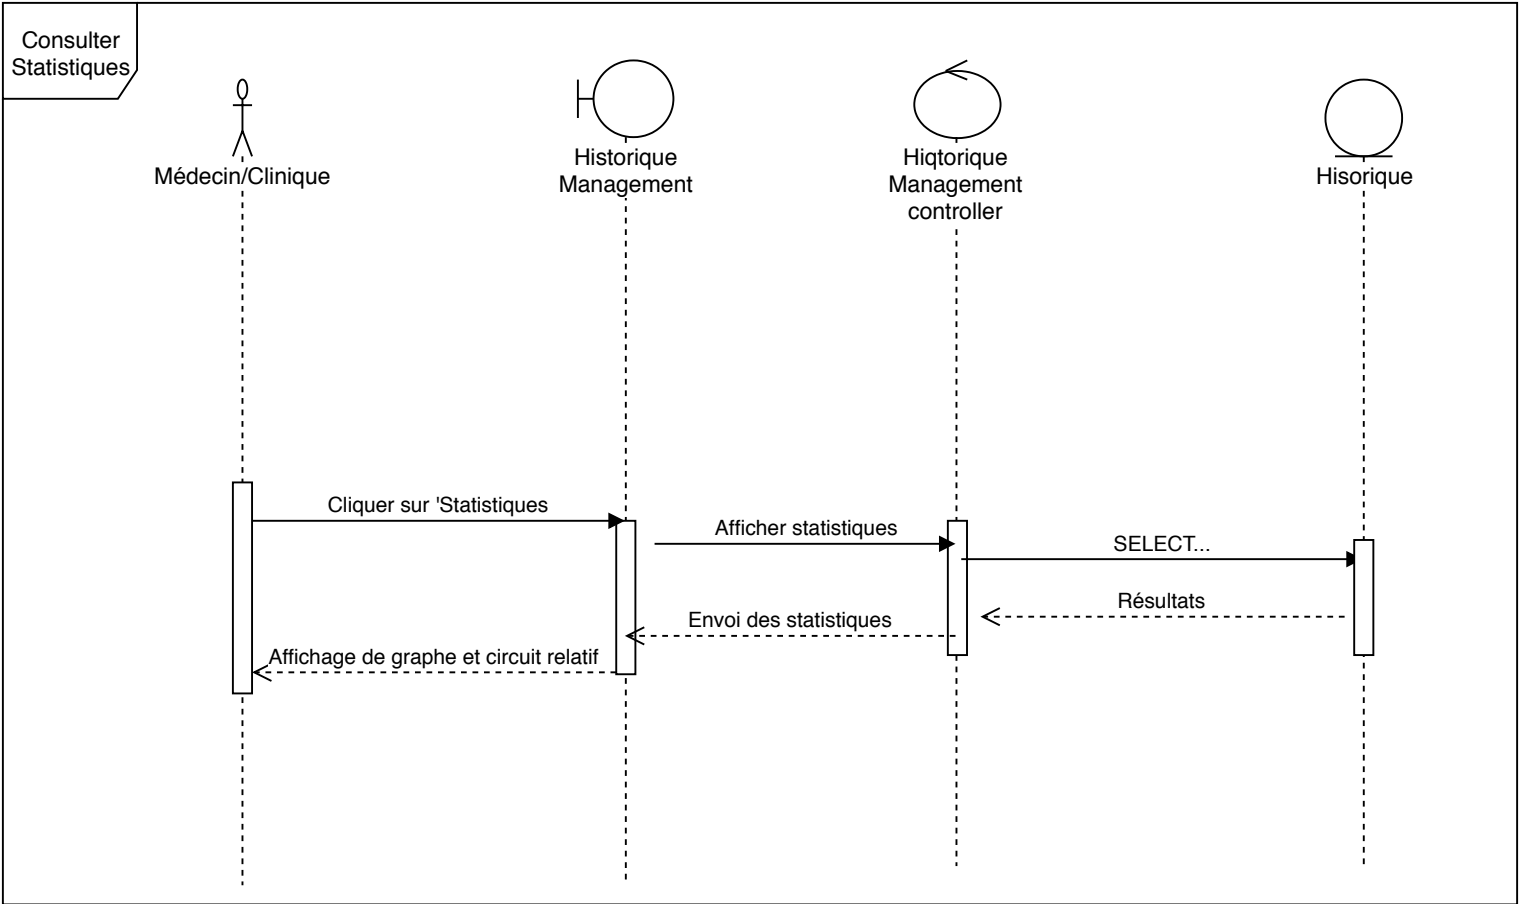 Consulter
Statistiques
Médecin/Clinique
Historique
Management
Hiqtorique
Management
controller
Hisorique
Cliquer sur 'Statistiques
Afficher statistiques
SELECT...
Résultats
Envoi des statistiques
Affichage de graphe et circuit relatif